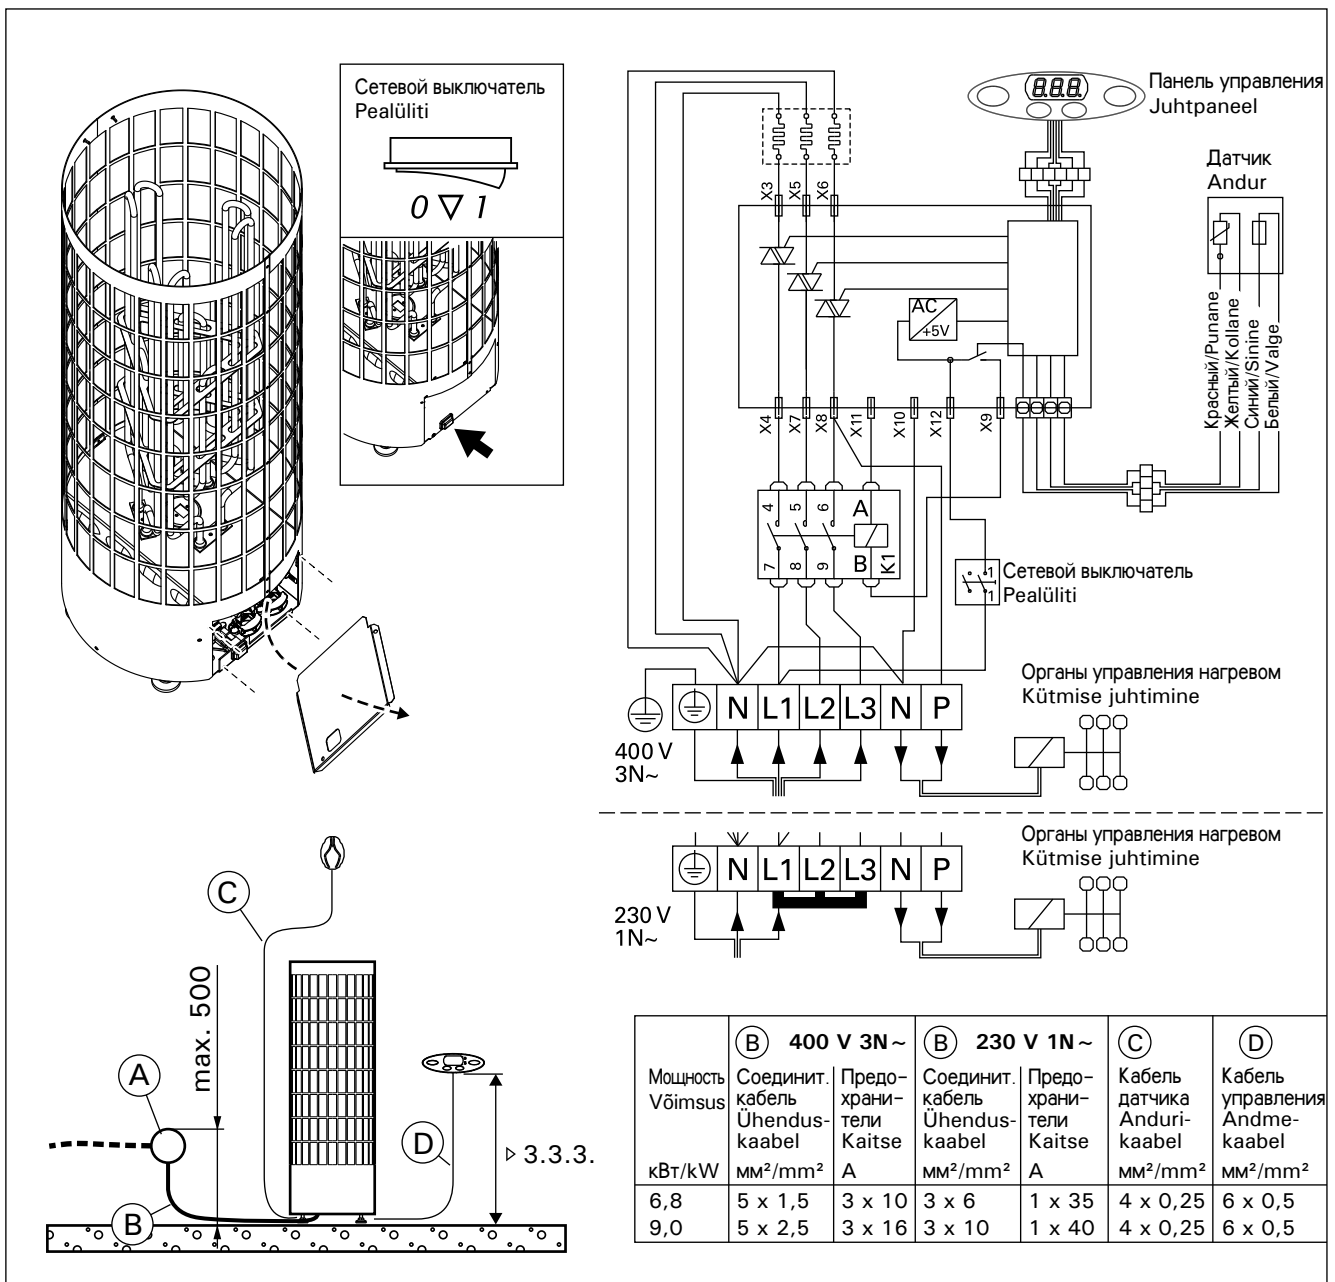 Сетевой выключатель
Pealüliti
0 ▽ 1
8.8.8.
Панель управления
Juhtpaneel
Датчик
Andur
X3
X5
X6
AC
+5V
Красный/Punane
Желтый/Kollane
Синий/Sinine
Белый/Valge
X4
X7
X8
X11
X10
X12
X9
4
5
6
A
7
8
9
B
K1
1
1
Сетевой выключатель
Pealüliti
Органы управления нагревом
Kütmise juhtimine
N L1 L2 L3 N P
400 V
3N~
Органы управления нагревом
Kütmise juhtimine
N L1 L2 L3 N P
230 V
1N~
C
max. 500
A
D
▷ 3.3.3.
B
B 400 V 3N~ B 230 V 1N~ C D
Мощность Соединит. Предо- Соединит. Предо- Кабель Кабель
Võimsus кабель храни- кабель храни- датчика управления
Ühendus- тели Ühendus- тели Anduri- Andme-
kaabel Kaitse kaabel Kaitse kaabel kaabel
кВт/kW мм²/mm² A мм²/mm² A мм²/mm² мм²/mm²
6,8 5 x 1,5 3 x 10 3 x 6 1 x 35 4 x 0,25 6 x 0,5
9,0 5 x 2,5 3 x 16 3 x 10 1 x 40 4 x 0,25 6 x 0,5